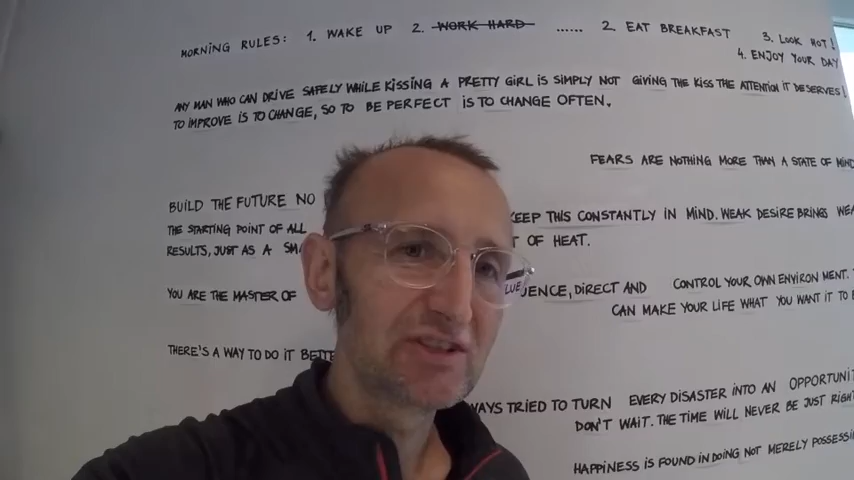 MORNING RULES: 1. WAKE UP 2. WORK HARD ...... 2. EAT BREAKFAST 3. LOOK HOT!
4. ENJOY YOUR DAY
ANY MAN WHO CAN DRIVE SAFELY WHILE KISSING A PRETTY GIRL IS SIMPLY NOT GIVING THE KISS THE ATTENTION IT DESERVES!
TO IMPROVE IS TO CHANGE, SO TO BE PERFECT IS TO CHANGE OFTEN.
FEARS ARE NOTHING MORE THAN A STATE OF MIND
BUILD THE FUTURE NO
THE STARTING POINT OF ALL KEEP THIS CONSTANTLY IN MIND. WEAK DESIRE BRINGS
RESULTS, JUST AS A OF HEAT.
YOU ARE THE MASTER OF DIRECT AND CONTROL YOUR OWN ENVIRONMENT.
CAN MAKE YOUR LIFE WHAT YOU WANT IT
THERE'S A WAY TO DO IT
TRIED TO TURN EVERY DISASTER INTO AN
DON'T WAIT. THE TIME WILL NEVER BE JUST
HAPPINESS IS FOUND IN DOING NOT MERELY